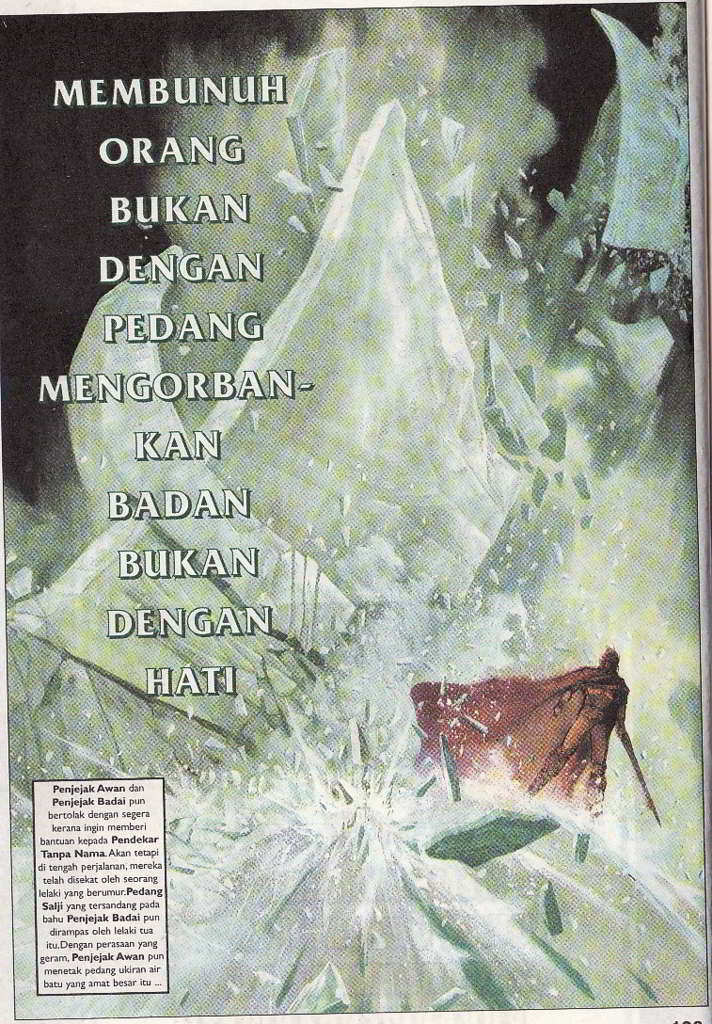 MEMBUNUH
ORANG
BUKAN
DENGAN
PEDANG
MENGORBAN-
KAN
BADAN
BUKAN
DENGAN
HATI
Penjejak Awan dan
Penjejak Badai pun
bertolak dengan segera
kerana ingin memberi
bantuan kepada Pendekar
Tanpa Nama. Akan tetapi
di tengah perjalanan, mereka
telah disekat oleh seorang
lelaki yang berumur. Pedang
Salji yang tersandang pada
bahu Penjejak Badai pun
dirampas oleh lelaki tua
itu. Dengan perasaan yang
geram, Penjejak Awan pun
menetak pedang ukiran air
batu yang amat besar itu ...